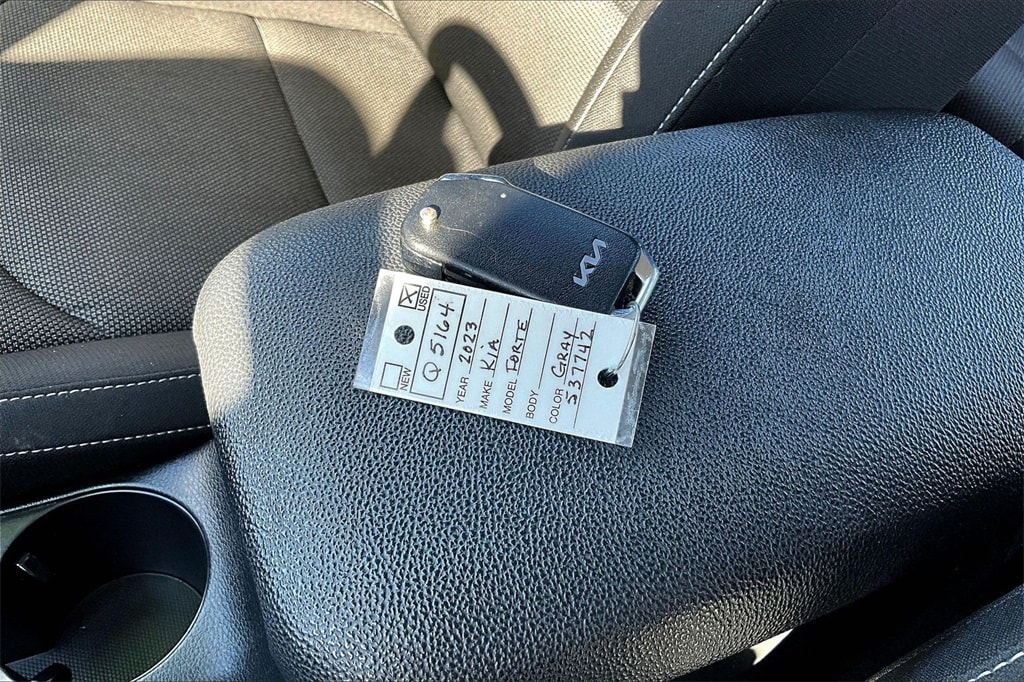 KIA
X USED
NEW
Q5164
YEAR 2023
MAKE Kia
MODEL FORTE
BODY
COLOR GRAY
537742